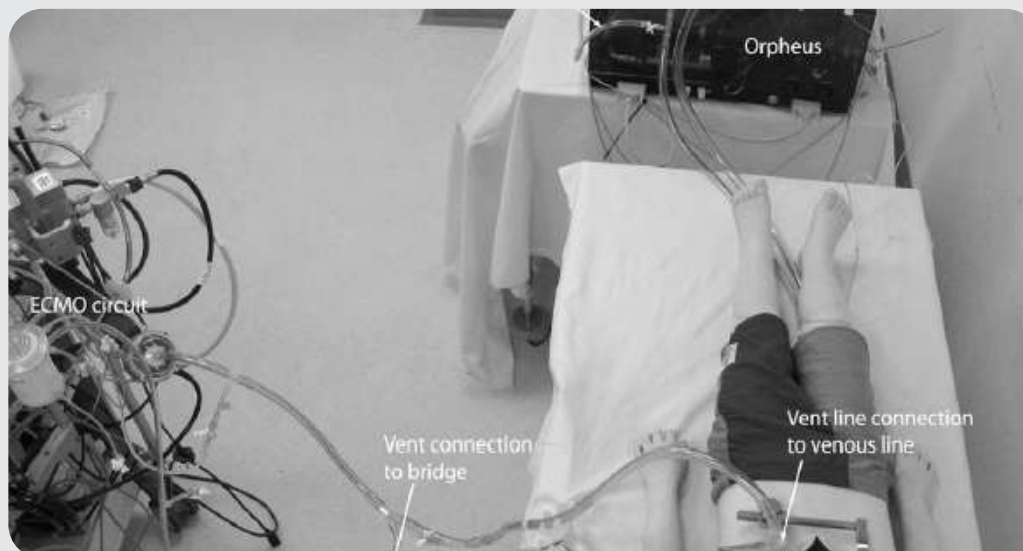 Orpheus
ECMO circuit
Vent line connection
to venous line
Vent connection
to bridge